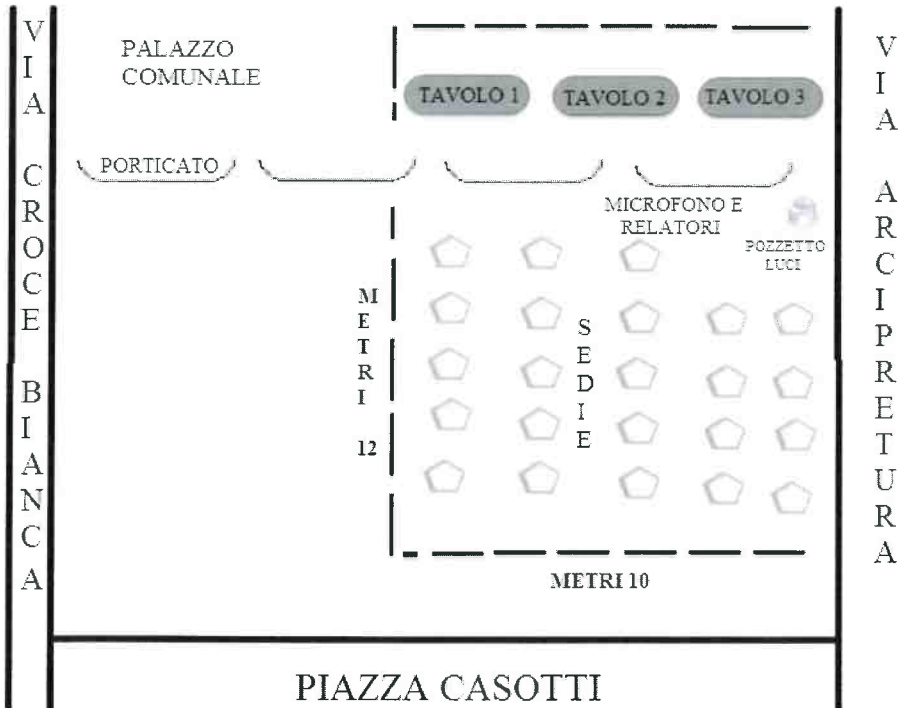 VIA CROCE BIANCA
PALAZZO
COMUNALE
TAVOLO 1
TAVOLO 2
TAVOLO 3
PORTICATO
MICROFONO E
RELATORI
POZZETTO
LUCI
METRI 12
SEDIE
METRI 10
VIA ARCIPRETURA
PIAZZA CASOTTI